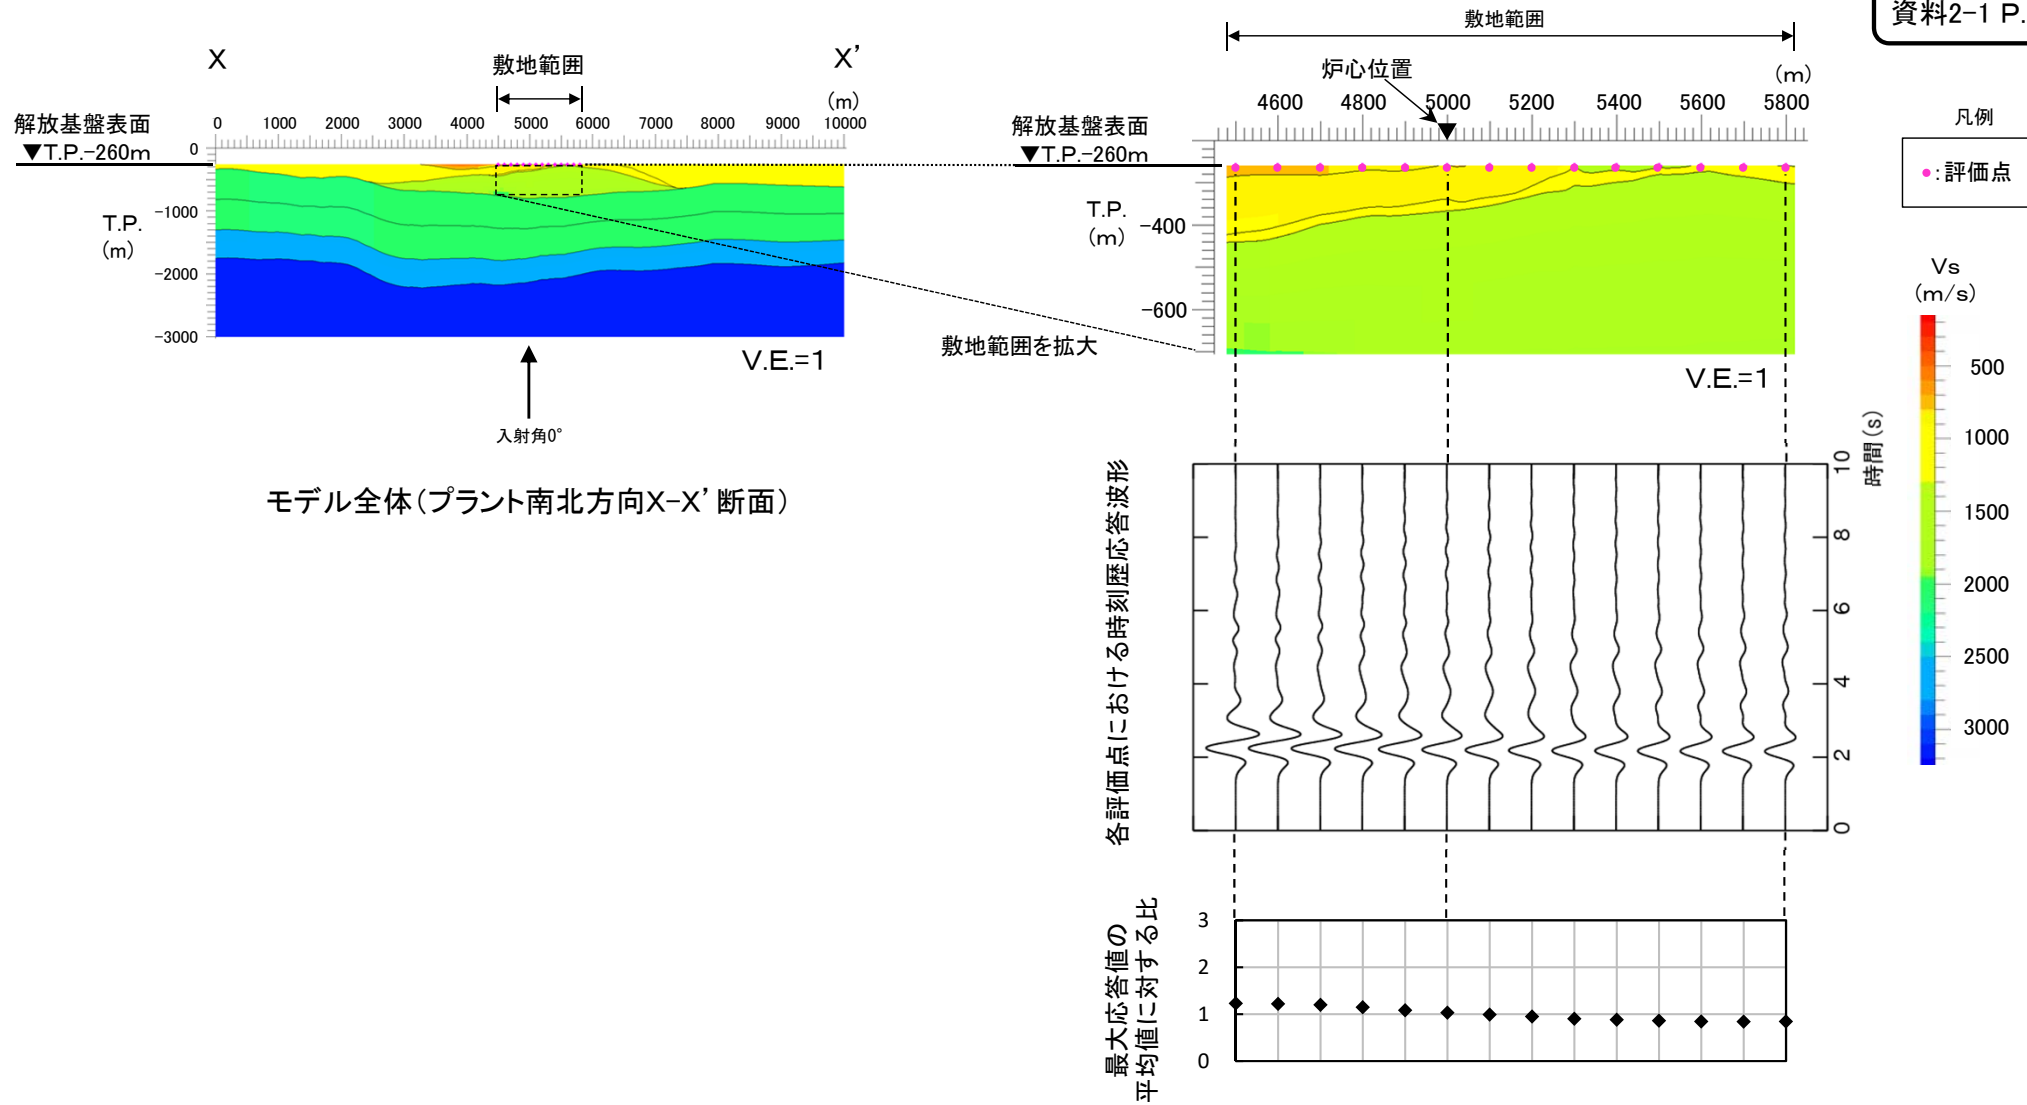 資料2-1 P.
X
X’
敷地範囲
(m)
解放基盤表面
▼T.P.-260m
0 1000 2000 3000 4000 5000 6000 7000 8000 9000 10000
0
-1000
-2000
-3000
T.P.
(m)
V.E.=1
入射角0°
モデル全体(プラント南北方向X-X’断面)
敷地範囲
炉心位置
(m)
4600 4800 5000 5200 5400 5600 5800
解放基盤表面
▼T.P.-260m
T.P.
(m)
-400
-600
敷地範囲を拡大
V.E.=1
凡例
●:評価点
Vs
(m/s)
500
1000
1500
2000
2500
3000
各評価点における時刻歴応答波形
時間(s)
10
8
6
4
2
0
最大応答値の
平均値に対する比
3
2
1
0